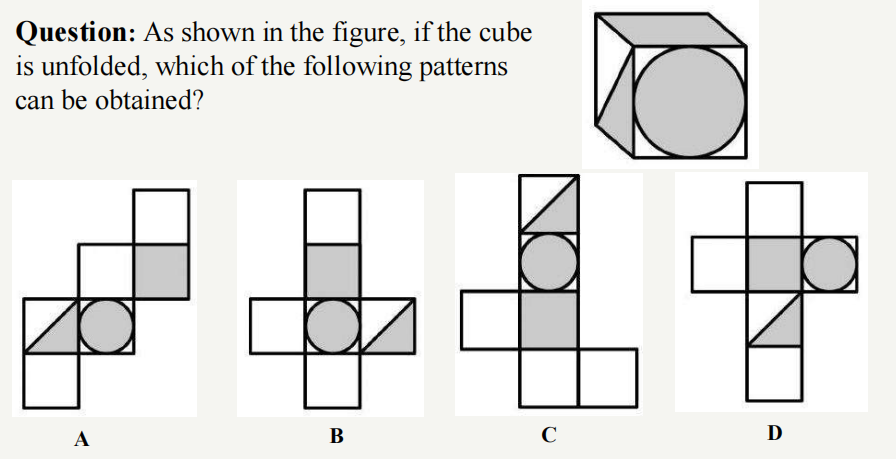 Question: As shown in the figure, if the cube
is unfolded, which of the following patterns
can be obtained?
A
B
C
D